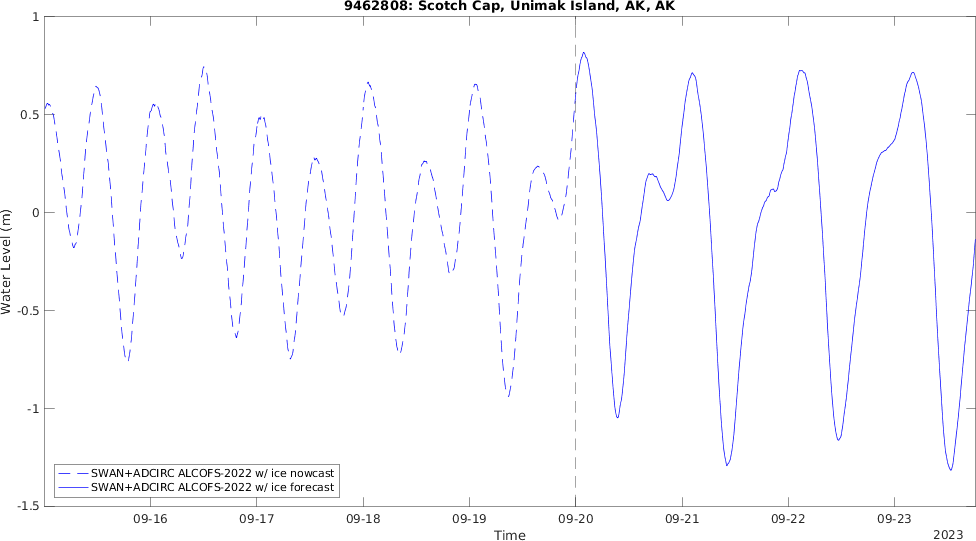 9462808: Scotch Cap, Unimak Island, AK, AK
Water Level (m)
1
0.5
0
-0.5
-1
-1.5
SWAN+ADCIRC ALCOFS-2022 w/ ice nowcast
SWAN+ADCIRC ALCOFS-2022 w/ ice forecast
09-16 09-17 09-18 09-19 09-20 09-21 09-22 09-23
Time
2023